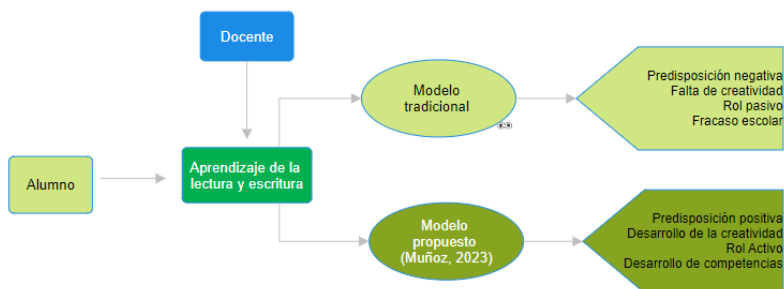 Docente
Modelo
tradicional
Predisposición negativa
Falta de creatividad
Rol pasivo
Fracaso escolar
Alumno
Aprendizaje de la
lectura y escritura
Modelo
propuesto
(Muñoz, 2023)
Predisposición positiva
Desarrollo de la creatividad
Rol Activo
Desarrollo de competencias